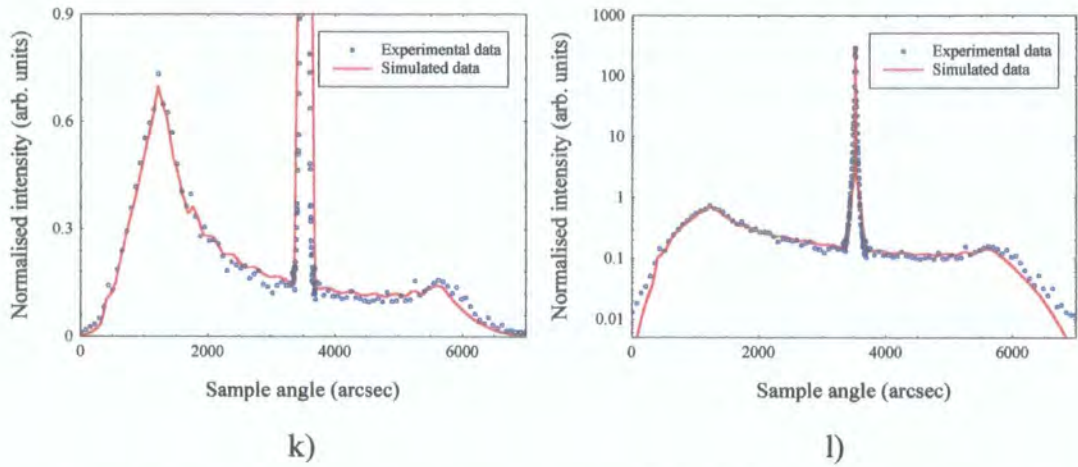 0.9
0.6
0.3
0
Normalised intensity (arb. units)
Experimental data
Simulated data
0 2000 4000 6000
Sample angle (arcsec)
k)
1000
100
10
1
0.1
0.01
Normalised intensity (arb. units)
Experimental data
Simulated data
0 2000 4000 6000
Sample angle (arcsec)
l)